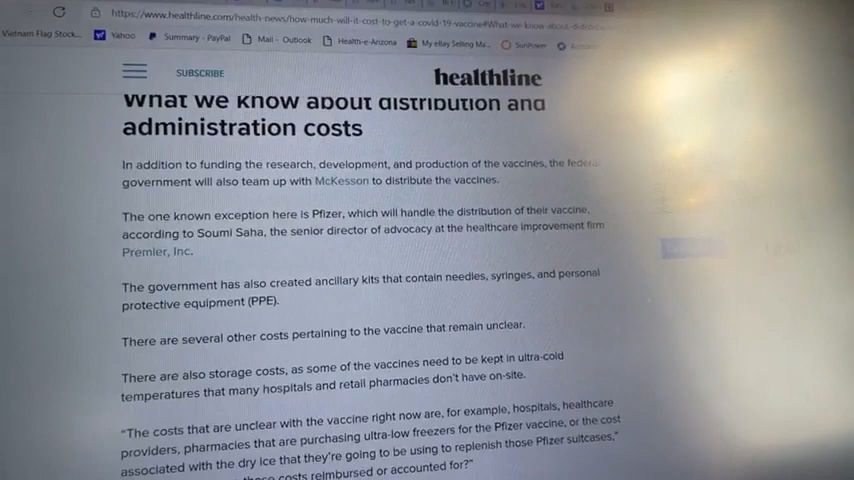 https://www.healthline.com/health-news/how-much-will-it-cost-to-get-a-covid-19-vaccine#What-we-know-about-
Vietnam Flag Stock... Yahoo Summary - PayPal Mail - Outlook Health-e-Arizona My eBay Selling Ma... SunPower
SUBSCRIBE healthline
What we know about distribution and
administration costs
In addition to funding the research, development, and production of the vaccines, the federal
government will also team up with McKesson to distribute the vaccines.
The one known exception here is Pfizer, which will handle the distribution of their vaccine,
according to Soumi Saha, the senior director of advocacy at the healthcare improvement firm
Premier, Inc.
The government has also created ancillary kits that contain needles, syringes, and personal
protective equipment (PPE).
There are several other costs pertaining to the vaccine that remain unclear.
There are also storage costs, as some of the vaccines need to be kept in ultra-cold
temperatures that many hospitals and retail pharmacies don't have on-site.
"The costs that are unclear with the vaccine right now are, for example, hospitals, healthcare
providers, pharmacies that are purchasing ultra-low freezers for the Pfizer vaccine, or the cost
associated with the dry ice that they're going to be using to replenish those Pfizer suitcases,"
these costs reimbursed or accounted for?"